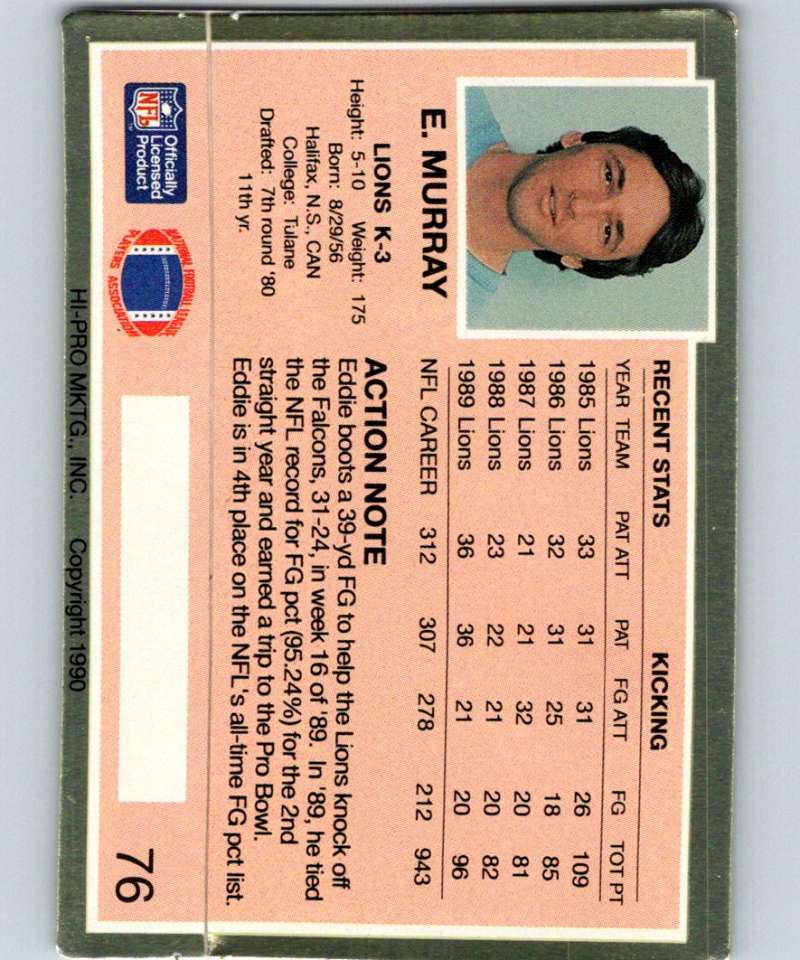 E. MURRAY
LIONS K-3
Height: 5-10 Weight: 175
Born: 8/29/56
Halifax, N.S., CAN
College: Tulane
Drafted: 7th round '80
11th yr.
RECENT STATS KICKING
YEAR TEAM PAT ATT PAT FG ATT FG TOT PT
1985 Lions 33 31 31 26 109
1986 Lions 32 31 25 18 85
1987 Lions 21 21 32 20 81
1988 Lions 23 22 21 20 82
1989 Lions 36 36 21 20 96
NFL CAREER 312 307 278 212 943
ACTION NOTE
Eddie boots a 39-yd FG to help the Lions knock off
the Falcons, 31-24, in week 16 of '89. In '89, he tied
the NFL record for FG pct (95.24%) for the 2nd
straight year and earned a trip to the Pro Bowl.
Eddie is in 4th place on the NFL's all-time FG pct list.
NFL
TM
Officially
Licensed
Product
NATIONAL FOOTBALL LEAGUE
PLAYERS ASSOCIATION
76
HI-PRO MKTG., INC. Copyright 1990